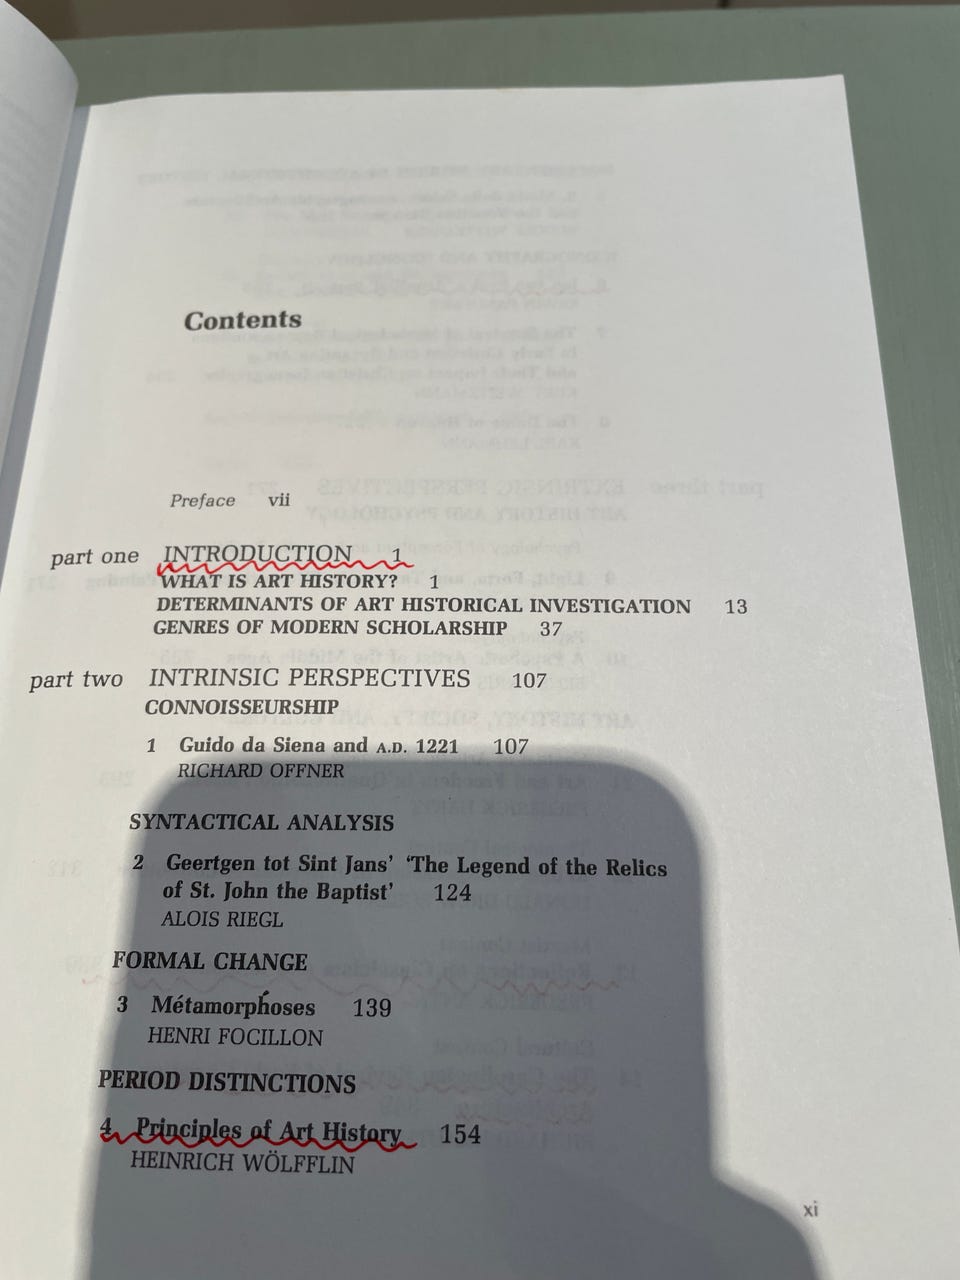 Contents
Preface vii
part one INTRODUCTION 1
WHAT IS ART HISTORY? 1
DETERMINANTS OF ART HISTORICAL INVESTIGATION 13
GENRES OF MODERN SCHOLARSHIP 37
part two INTRINSIC PERSPECTIVES 107
CONNOISSEURSHIP
1 Guido da Siena and A.D. 1221 107
RICHARD OFFNER
SYNTACTICAL ANALYSIS
2 Geertgen tot Sint Jans' 'The Legend of the Relics
of St. John the Baptist' 124
ALOIS RIEGL
FORMAL CHANGE
3 Métamorphoses 139
HENRI FOCILLON
PERIOD DISTINCTIONS
4 Principles of Art History 154
HEINRICH WÖLFFLIN
xi